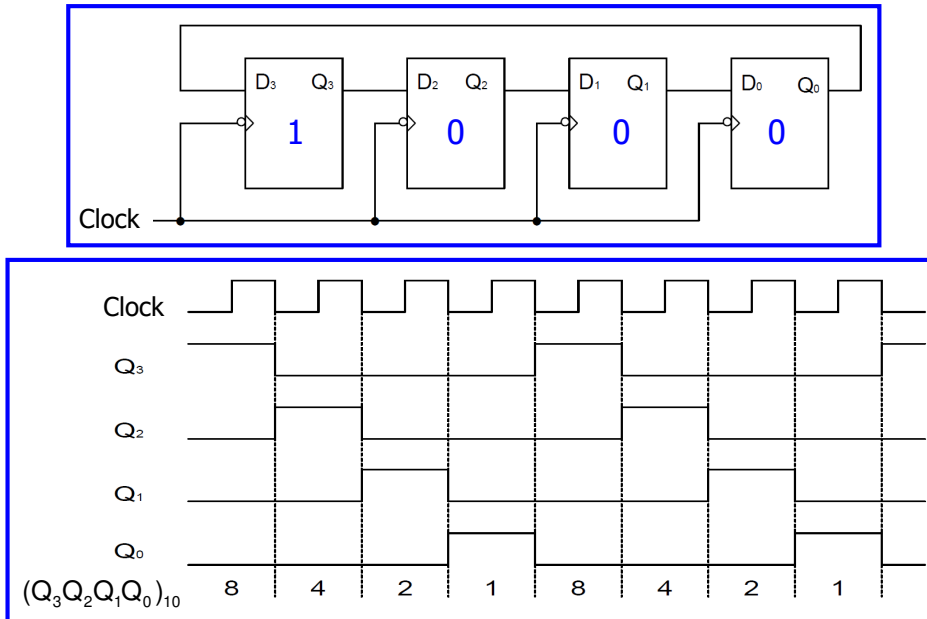 D₃ Q₃ D₂ Q₂ D₁ Q₁ D₀ Q₀
1 0 0 0
Clock
Clock
Q₃
Q₂
Q₁
Q₀
(Q₃Q₂Q₁Q₀)₁₀ 8 4 2 1 8 4 2 1